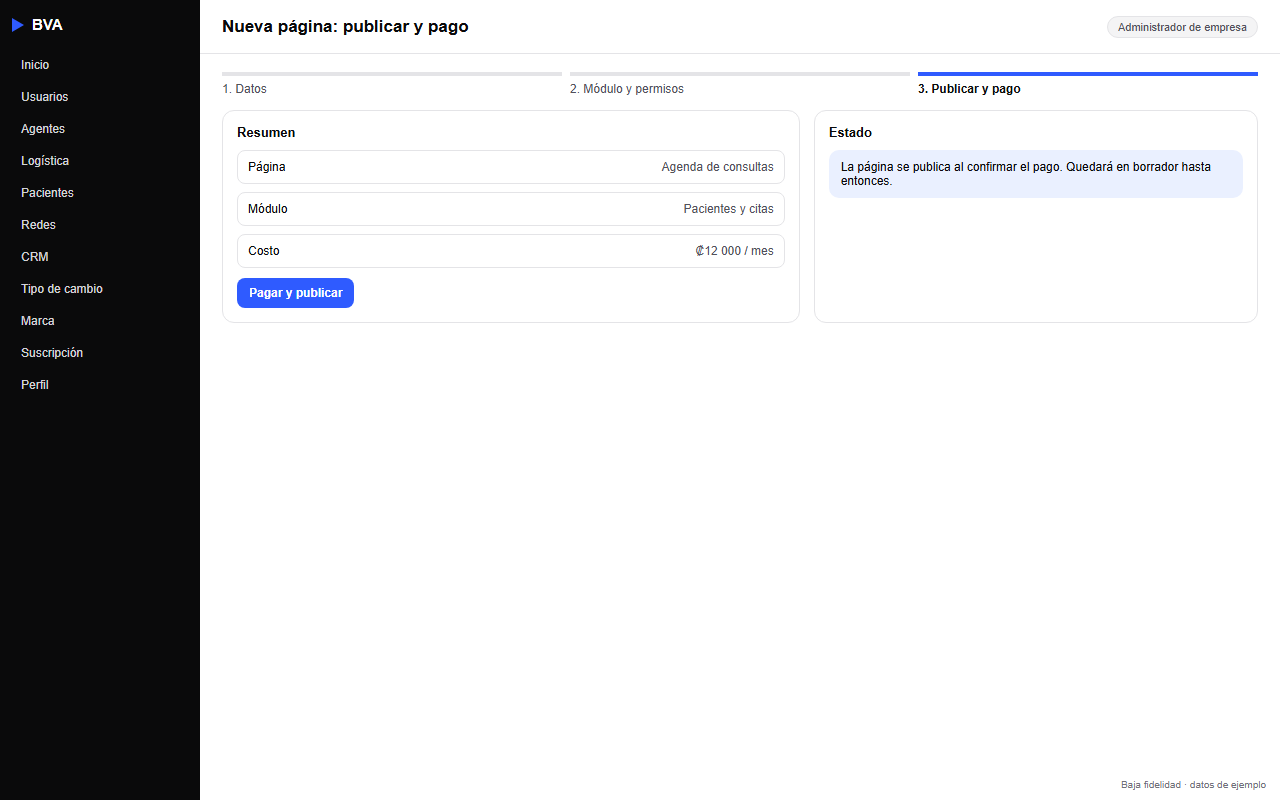 BVA
Inicio
Usuarios
Agentes
Logística
Pacientes
Redes
CRM
Tipo de cambio
Marca
Suscripción
Perfil
Nueva página: publicar y pago
Administrador de empresa
1. Datos
2. Módulo y permisos
3. Publicar y pago
Resumen
Página
Agenda de consultas
Módulo
Pacientes y citas
Costo
₡12 000 / mes
Pagar y publicar
Estado
La página se publica al confirmar el pago. Quedará en borrador hasta
entonces.
Baja fidelidad · datos de ejemplo